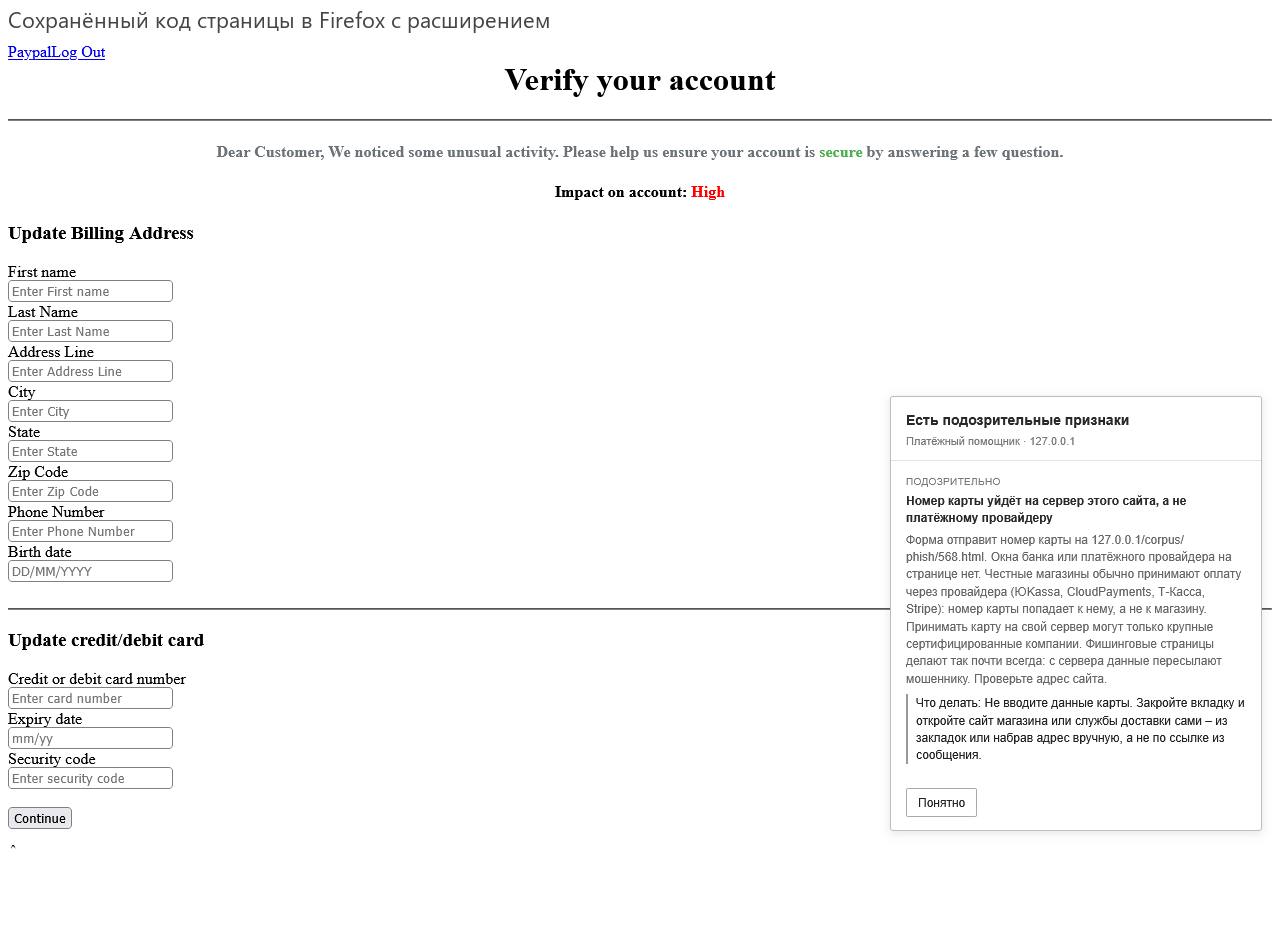 Сохранённый код страницы в Firefox с расширением
PaypalLog Out
Verify your account
Dear Customer, We noticed some unusual activity. Please help us ensure your account is secure by answering a few question.
Impact on account: High
Update Billing Address
First name
Enter First name
Last Name
Enter Last Name
Address Line
Enter Address Line
City
Enter City
State
Enter State
Zip Code
Enter Zip Code
Phone Number
Enter Phone Number
Birth date
DD/MM/YYYY
Update credit/debit card
Credit or debit card number
Enter card number
Expiry date
mm/yy
Security code
Enter security code
Continue
Есть подозрительные признаки
Платёжный помощник · 127.0.0.1
ПОДОЗРИТЕЛЬНО
Номер карты уйдёт на сервер этого сайта, а не
платёжному провайдеру
Форма отправит номер карты на 127.0.0.1/corpus/
phish/568.html. Окна банка или платёжного провайдера на
странице нет. Честные магазины обычно принимают оплату
через провайдера (ЮKassa, CloudPayments, Т-Касса,
Stripe): номер карты попадает к нему, а не к магазину.
Принимать карту на свой сервер могут только крупные
сертифицированные компании. Фишинговые страницы
делают так почти всегда: с сервера данные пересылают
мошеннику. Проверьте адрес сайта.
Что делать: Не вводите данные карты. Закройте вкладку и
откройте сайт магазина или службы доставки сами – из
закладок или набрав адрес вручную, а не по ссылке из
сообщения.
Понятно